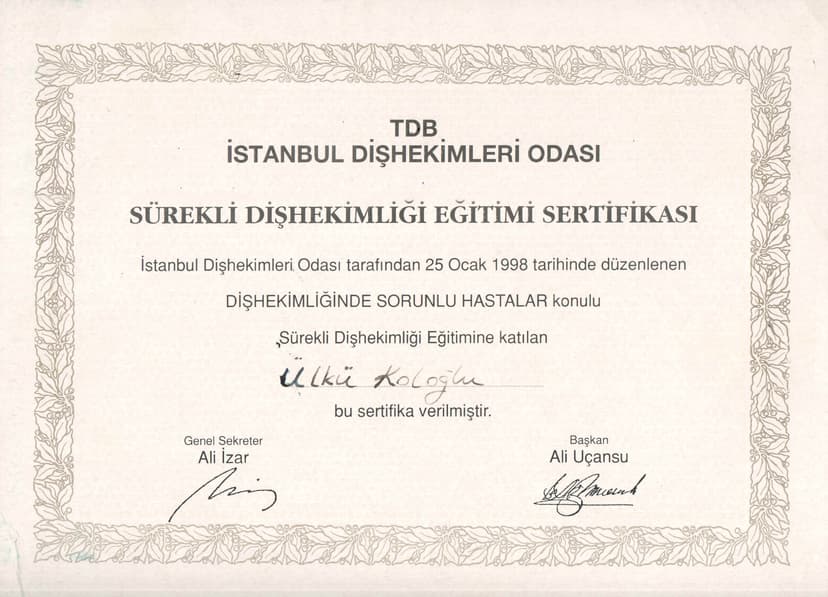 TDB
İSTANBUL DİŞHEKİMLERİ ODASI
SÜREKLİ DİŞHEKİMLİĞİ EĞİTİMİ SERTİFIKASI
İstanbul Dişhekimleri Odası tarafından 25 Ocak 1998 tarihinde düzenlenen
DİŞHEKİMLİĞİNDE SORUNLU HASTALAR konulu
Sürekli Dişhekimliği Eğitimine katılan
Ülkü Koloğlu
bu sertifika verilmiştir.
Genel Sekreter
Ali İzar
Başkan
Ali Uçansu